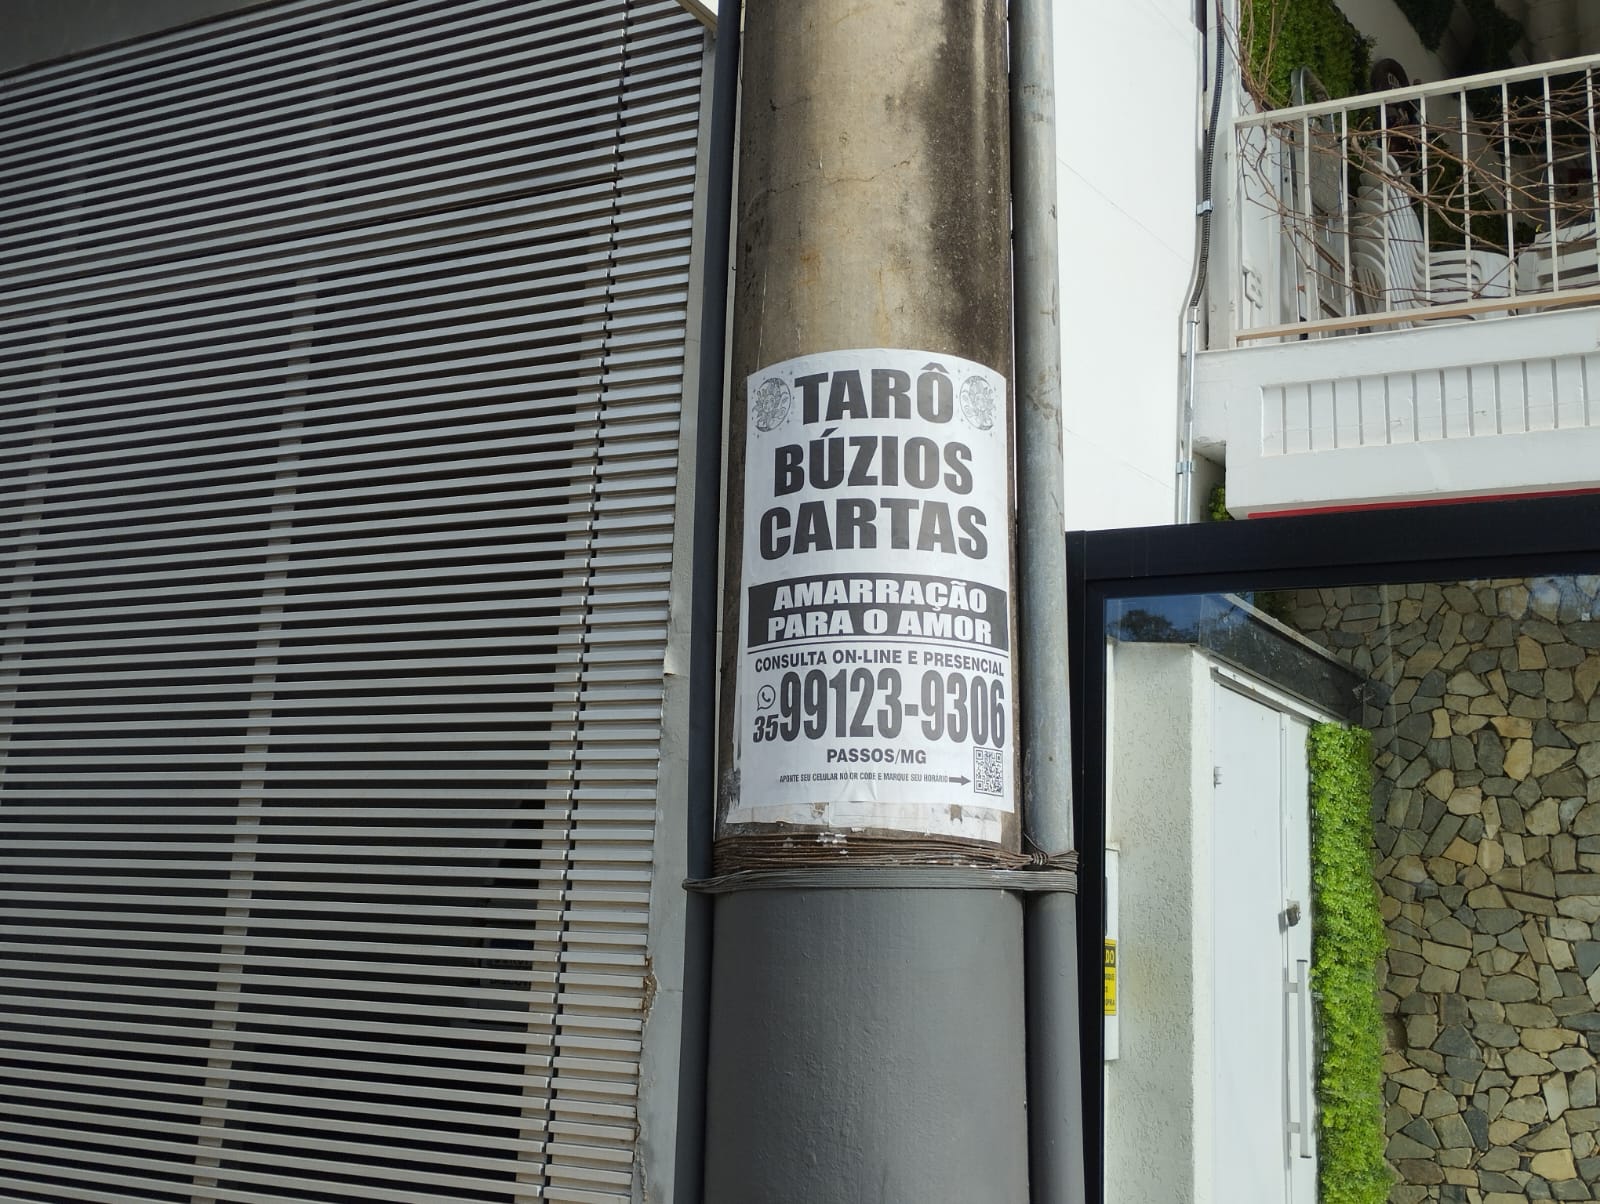 TARÔ
BÚZIOS
CARTAS
AMARRAÇÃO
PARA O AMOR
CONSULTA ON-LINE E PRESENCIAL
35 99123-9306
PASSOS/MG
APONTE SEU CELULAR NO QR CODE E MARQUE SEU HORÁRIO